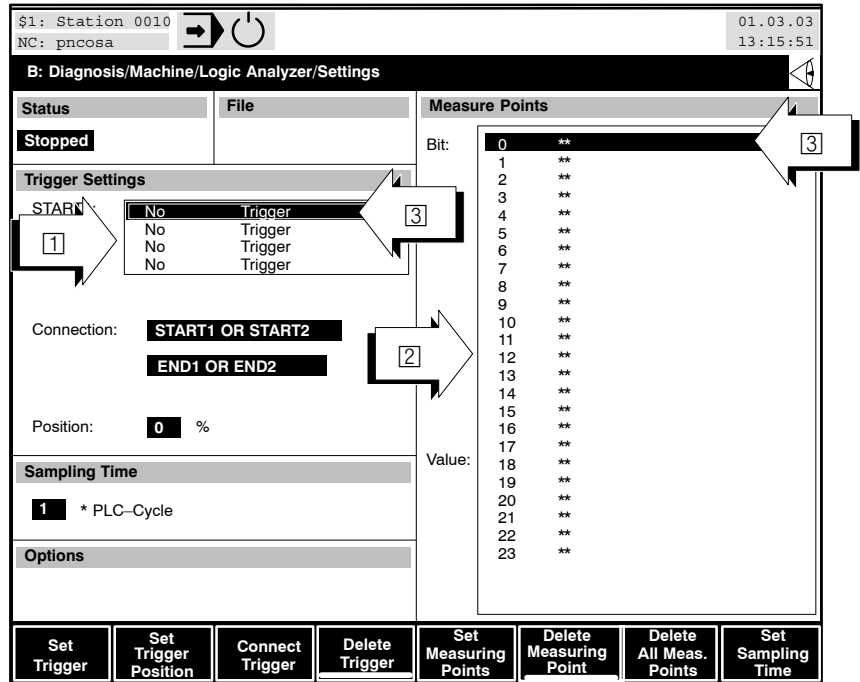 $1: Station 0010
NC: pncosa
01.03.03
13:15:51
B: Diagnosis/Machine/Logic Analyzer/Settings
Status
File
Stopped
Trigger Settings
No Trigger
No Trigger
No Trigger
No Trigger
1
3
Connection:
START1 OR START2
END1 OR END2
2
Position:
0 %
Sampling Time
1 * PLC–Cycle
Options
Measure Points
Bit:
0 **
3
1 **
2 **
3 **
4 **
5 **
6 **
7 **
8 **
9 **
10 **
11 **
12 **
13 **
14 **
15 **
16 **
17 **
Value:
18 **
19 **
20 **
21 **
22 **
23 **
Set
Trigger
Set
Trigger
Position
Connect
Trigger
Delete
Trigger
Set
Measuring
Points
Delete
Measuring
Point
Delete
All Meas.
Points
Set
Sampling
Time